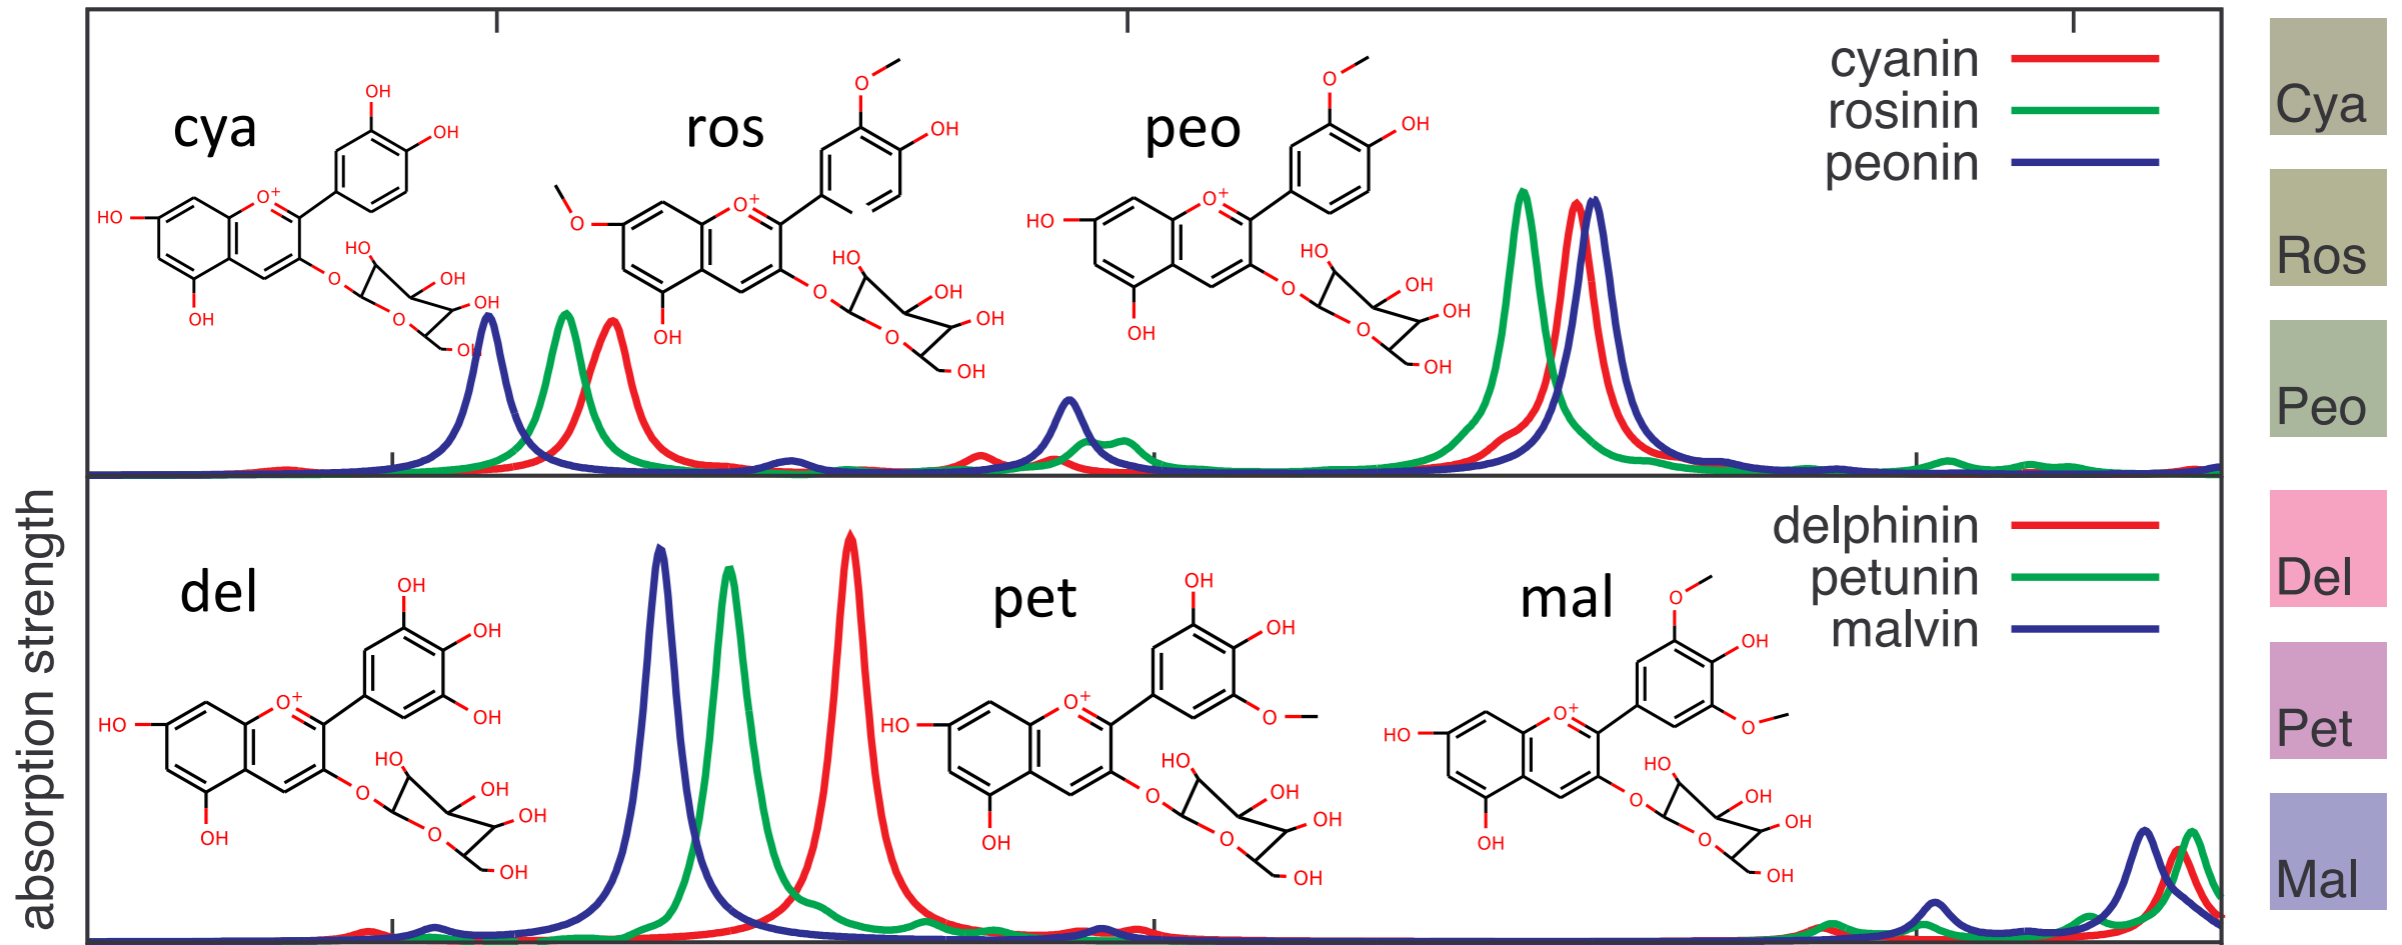 cya
ros
peo
cyanin
rosinin
peonin
OH
OH
HO
O+
OH
O
HO
OH
OH
O
OH
O
OH
O
O+
OH
O
HO
OH
OH
O
OH
O
OH
HO
O+
OH
O
HO
OH
OH
O
OH
Cya
Ros
Peo
absorption strength
del
pet
mal
delphinin
petunin
malvin
OH
OH
OH
HO
O+
OH
O
HO
OH
OH
O
OH
OH
OH
O
HO
O+
OH
O
HO
OH
OH
O
OH
O
OH
O
HO
O+
OH
O
HO
OH
OH
O
OH
Del
Pet
Mal